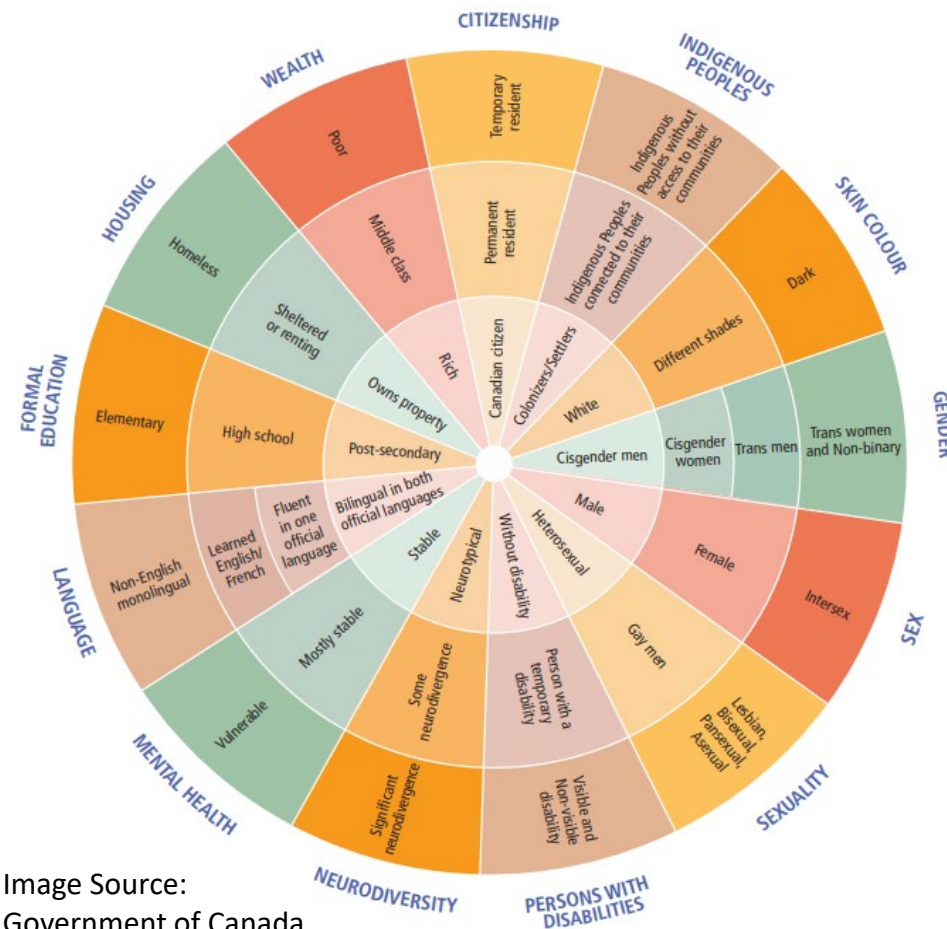 CITIZENSHIP
Temporary
resident
Permanent
resident
Canadian citizen
INDIGENOUS
PEOPLES
Indigenous
Peoples without
access to their
communities
Indigenous Peoples
connected to their
communities
Colonizers/Settlers
SKIN COLOUR
Dark
Different shades
White
GENDER
Trans women
and Non-binary
Trans men
Cisgender
women
Cisgender men
SEX
Intersex
Female
Male
SEXUALITY
Lesbian,
Bisexual,
Pansexual,
Asexual
Gay men
Heterosexual
PERSONS WITH
DISABILITIES
Visible and
Non-visible
disability
Person with a
temporary
disability
Without disability
NEURODIVERSITY
Significant
neurodivergence
Some
neurodivergence
Neurotypical
MENTAL HEALTH
Vulnerable
Mostly stable
Stable
LANGUAGE
Non-English
monolingual
Learned
English/
French
Fluent
in one
official
language
Bilingual in both
official languages
FORMAL
EDUCATION
Elementary
High school
Post-secondary
HOUSING
Homeless
Sheltered
or renting
Owns property
WEALTH
Poor
Middle class
Rich
Image Source:
Government of Canada